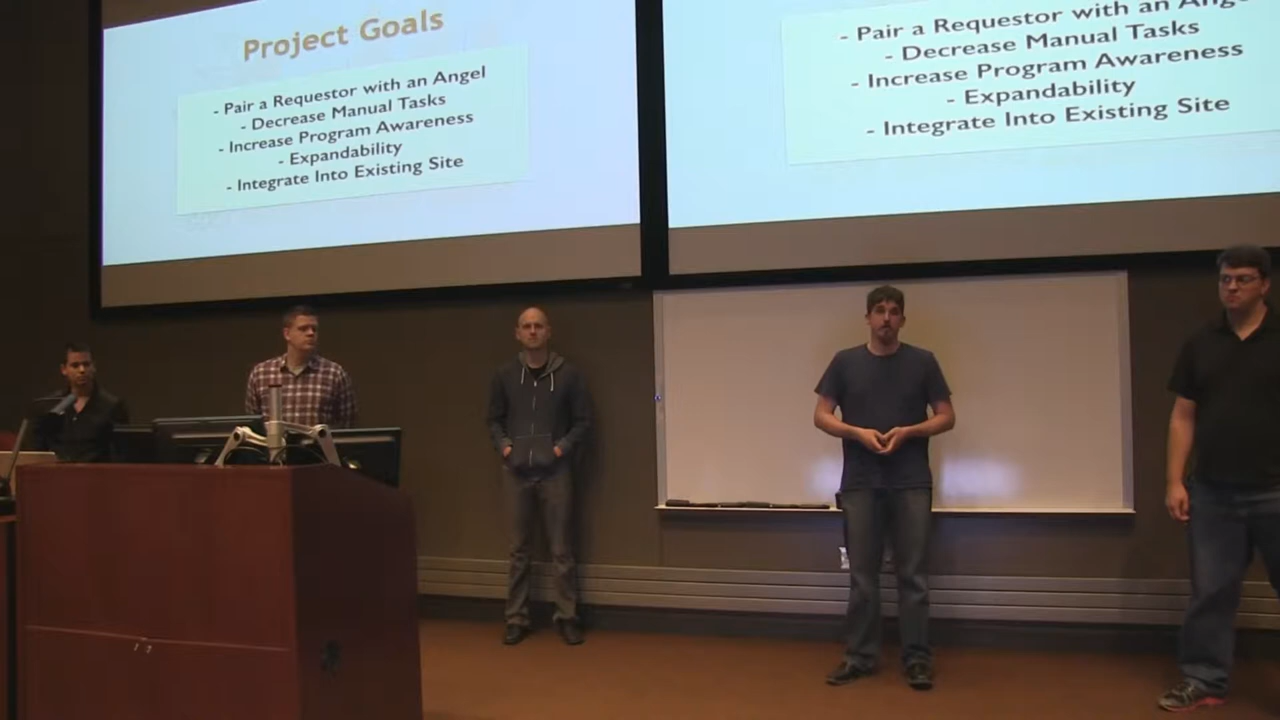 Project Goals
- Pair a Requestor with an Angel
- Decrease Manual Tasks
- Increase Program Awareness
- Expandability
- Integrate Into Existing Site
- Pair a Requestor with an
- Decrease Manual Tasks
- Increase Program Awareness
- Expandability
- Integrate Into Existing Site